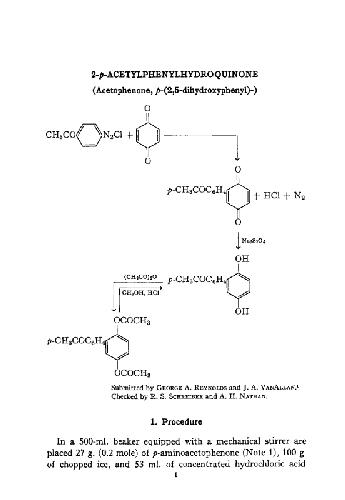 2-p-ACETYLPHENYLHYDROQUINONE
(Acetophenone, p-(2,5-dihydroxyphenyl)-)
O
CH₃CO N₂Cl +
O
O
p-CH₃COC₆H₄ + HCl + N₂
O
Na₂S₂O₄
OH
(CH₃CO)₂O
p-CH₃COC₆H₄
CH₃OH, HCl
OH
OCOCH₃
p-CH₃COC₆H₄
OCOCH₃
Submitted by GEORGE A. REYNOLDS and J. A. VANALLAN.
Checked by R. S. SCHREIBER and A. H. NATHAN.
1. Procedure
In a 500-ml. beaker equipped with a mechanical stirrer are
placed 27 g. (0.2 mole) of p-aminoacetophenone (Note 1), 100 g
of chopped ice, and 53 ml. of concentrated hydrochloric acid
1